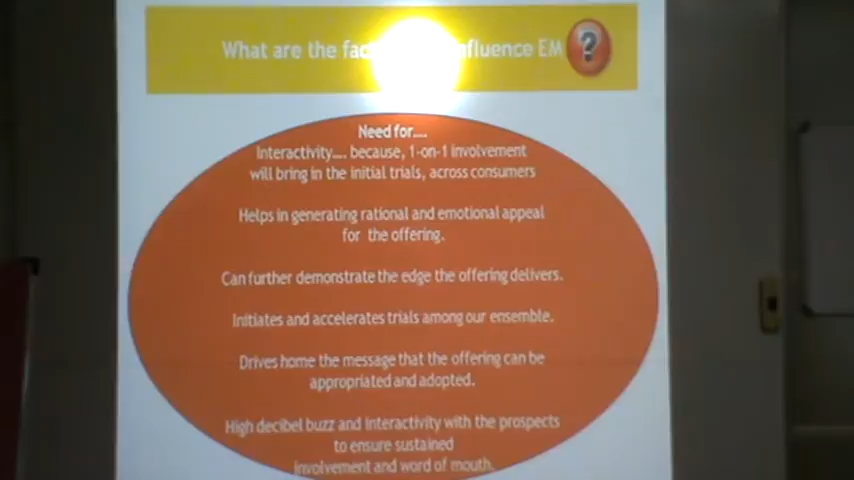 What are the fac fluence EM ?
Need for....
Interactivity.... because, 1-on-1 involvement
will bring in the initial trials, across consumers
Helps in generating rational and emotional appeal
for the offering.
Can further demonstrate the edge the offering delivers.
Initiates and accelerates trials among our ensemble.
Drives home the message that the offering can be
appropriated and adopted.
High decibel buzz and interactivity with the prospects
to ensure sustained
involvement and word of mouth.